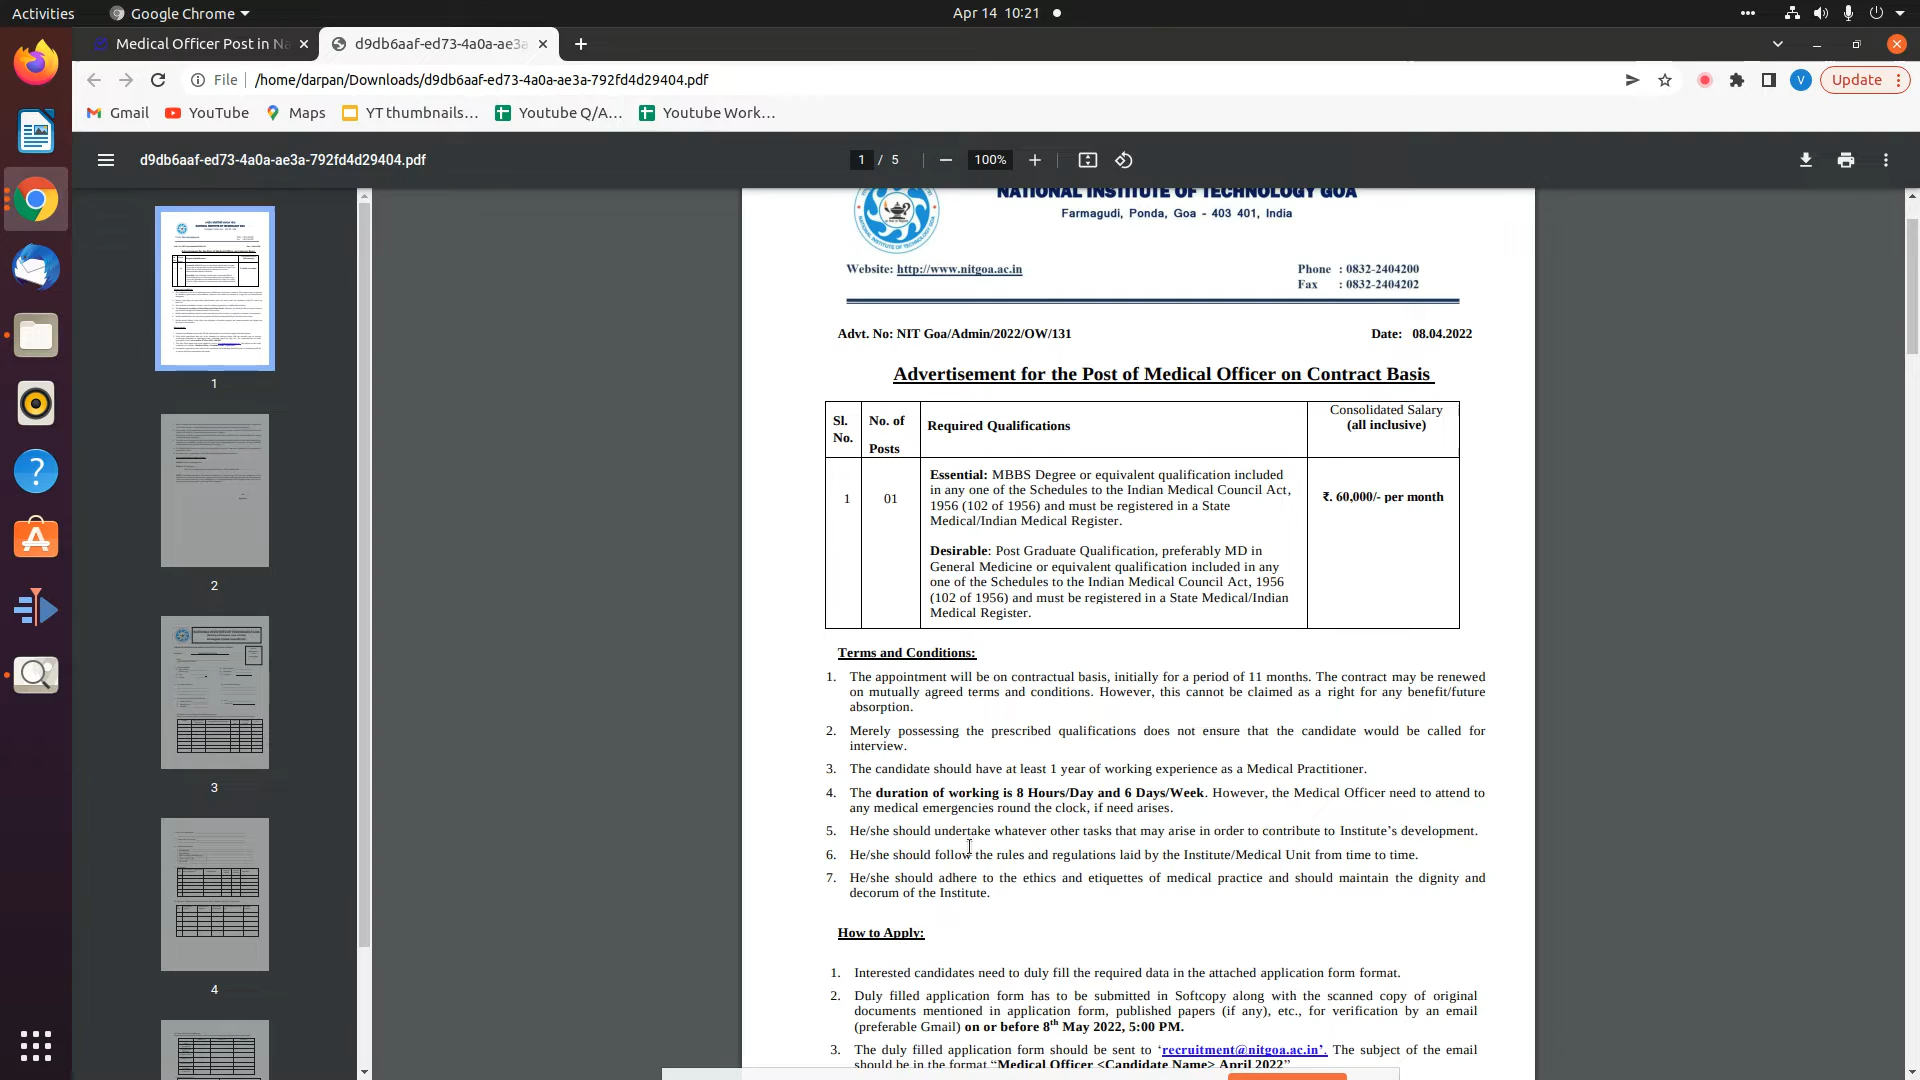 Activities
Google Chrome
Apr 14 10:21
Medical Officer Post in Na
d9db6aaf-ed73-4a0a-ae3a
File
/home/darpan/Downloads/d9db6aaf-ed73-4a0a-ae3a-792fd4d29404.pdf
V
Update
Gmail
YouTube
Maps
YT thumbnails...
Youtube Q/A...
Youtube Work...
d9db6aaf-ed73-4a0a-ae3a-792fd4d29404.pdf
1 / 5
100%
1
2
3
4
NATIONAL INSTITUTE OF TECHNOLOGY GOA
Farmagudi, Ponda, Goa - 403 401, India
Website: http://www.nitgoa.ac.in
Phone : 0832-2404200
Fax : 0832-2404202
Advt. No: NIT Goa/Admin/2022/OW/131
Date: 08.04.2022
Advertisement for the Post of Medical Officer on Contract Basis
Sl. No.
No. of Posts
Required Qualifications
Consolidated Salary
(all inclusive)
1
01
Essential: MBBS Degree or equivalent qualification included
in any one of the Schedules to the Indian Medical Council Act,
1956 (102 of 1956) and must be registered in a State
Medical/Indian Medical Register.
₹. 60,000/- per month
Desirable: Post Graduate Qualification, preferably MD in
General Medicine or equivalent qualification included in any
one of the Schedules to the Indian Medical Council Act, 1956
(102 of 1956) and must be registered in a State Medical/Indian
Medical Register.
Terms and Conditions:
1. The appointment will be on contractual basis, initially for a period of 11 months. The contract may be renewed
on mutually agreed terms and conditions. However, this cannot be claimed as a right for any benefit/future
absorption.
2. Merely possessing the prescribed qualifications does not ensure that the candidate would be called for
interview.
3. The candidate should have at least 1 year of working experience as a Medical Practitioner.
4. The duration of working is 8 Hours/Day and 6 Days/Week. However, the Medical Officer need to attend to
any medical emergencies round the clock, if need arises.
5. He/she should undertake whatever other tasks that may arise in order to contribute to Institute’s development.
6. He/she should follow the rules and regulations laid by the Institute/Medical Unit from time to time.
7. He/she should adhere to the ethics and etiquettes of medical practice and should maintain the dignity and
decorum of the Institute.
How to Apply:
1. Interested candidates need to duly fill the required data in the attached application form format.
2. Duly filled application form has to be submitted in Softcopy along with the scanned copy of original
documents mentioned in application form, published papers (if any), etc., for verification by an email
(preferable Gmail) on or before 8th May 2022, 5:00 PM.
3. The duly filled application form should be sent to ‘recruitment@nitgoa.ac.in’. The subject of the email
should be in the format “Medical Officer <Candidate Name> April 2022”